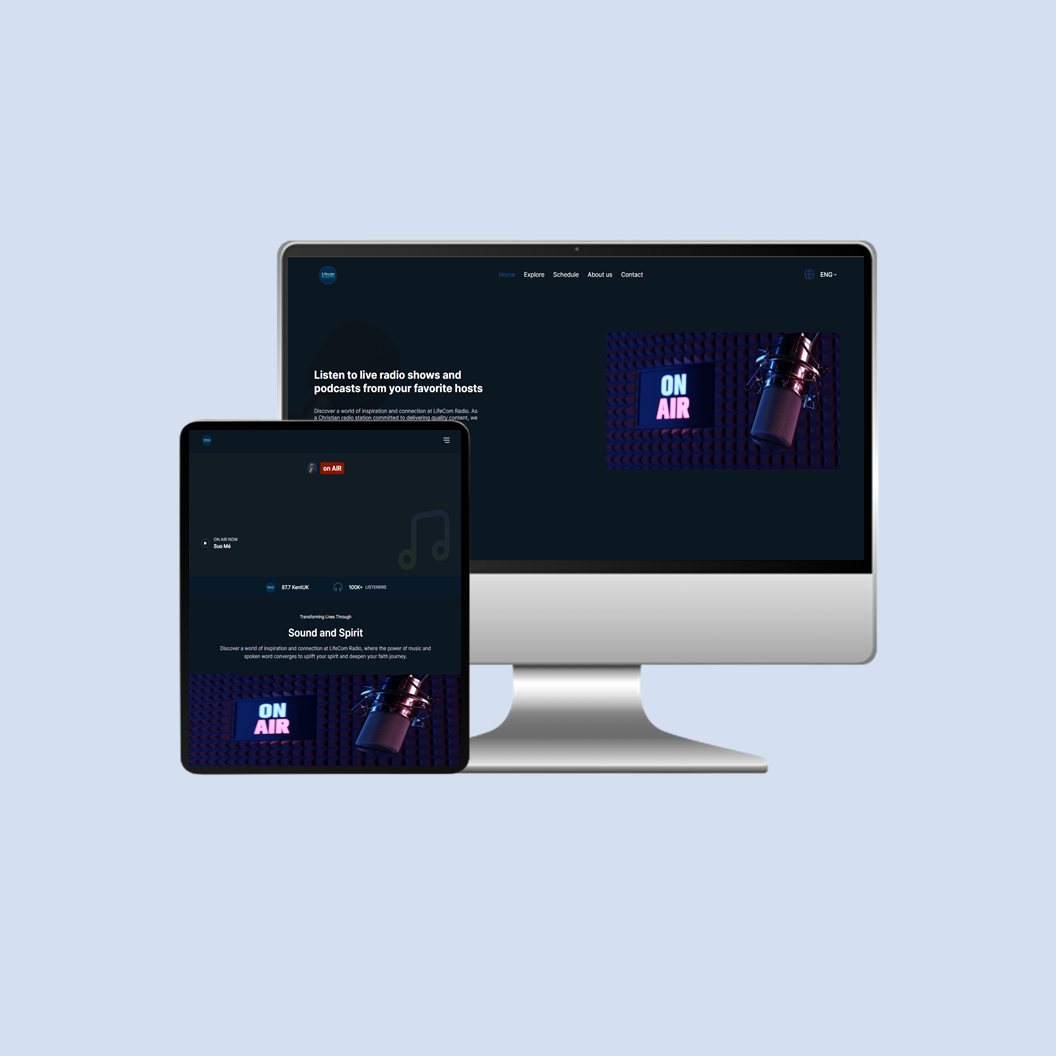 Lifecom
Home Explore Schedule About us Contact
ENG
Listen to live radio shows and
podcasts from your favorite hosts
Discover a world of inspiration and connection at LifeCom Radio. As
a Christian radio station committed to delivering quality content, we
ON
AIR
on AIR
ON AIR NOW
Suo Mé
87.7 KentUK
100K+ LISTENERS
Transforming Lives Through
Sound and Spirit
Discover a world of inspiration and connection at LifeCom Radio, where the power of music and
spoken word converges to uplift your spirit and deepen your faith journey.
ON
AIR